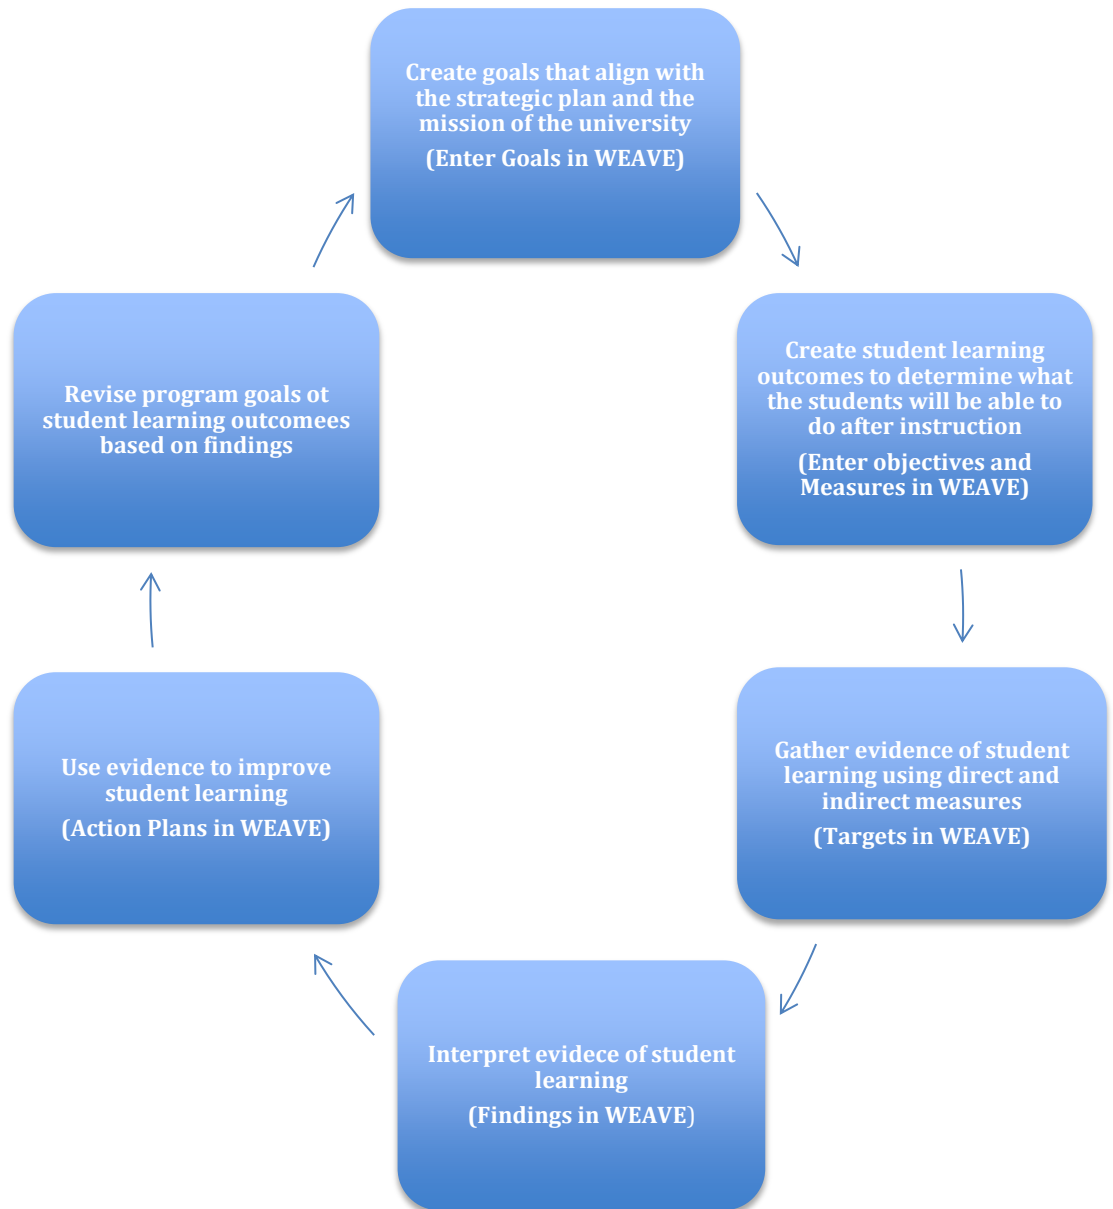 Create goals that align with
the strategic plan and the
mission of the university
(Enter Goals in WEAVE)
Create student learning
outcomes to determine what
the students will be able to
do after instruction
(Enter objectives and
Measures in WEAVE)
Gather evidence of student
learning using direct and
indirect measures
(Targets in WEAVE)
Interpret evidece of student
learning
(Findings in WEAVE)
Use evidence to improve
student learning
(Action Plans in WEAVE)
Revise program goals ot
student learning outcomees
based on findings